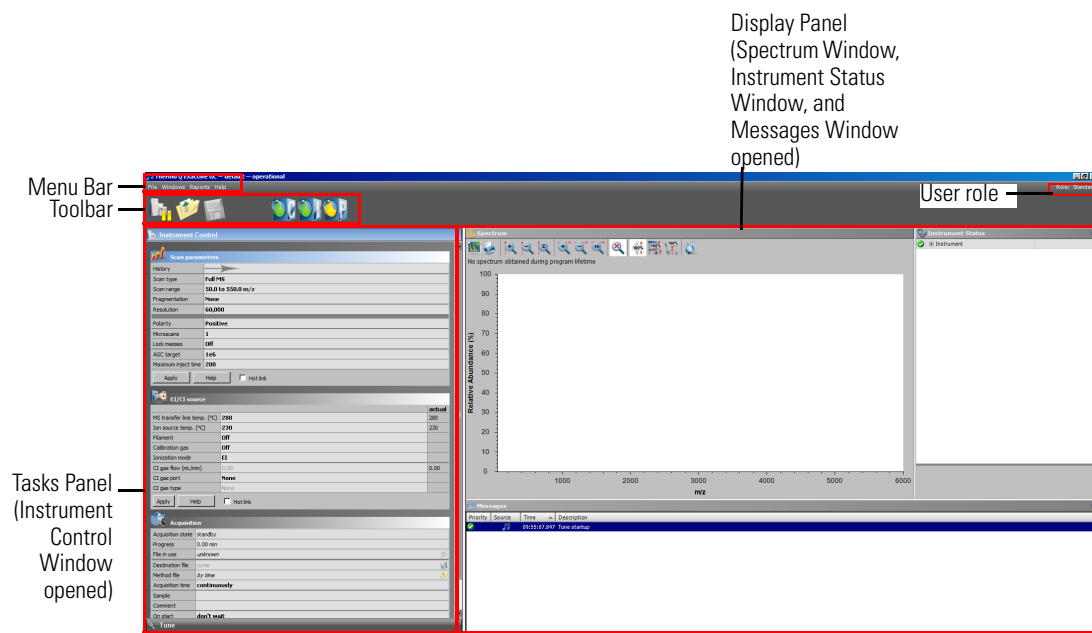 Display Panel
(Spectrum Window,
Instrument Status
Window, and
Messages Window
opened)
Thermo Q Exactive GC — default — operational
Menu Bar
File Windows Reports Help
User role
Role: Standard
Toolbar
Instrument Control
Scan parameters
History
Scan type Full MS
Scan range 50.0 to 550.0 m/z
Fragmentation None
Resolution 60,000
Polarity Positive
Microscans 1
Lock masses Off
AGC target 1e6
Maximum inject time 200
Apply Help Hot link
EI/CI source
actual
MS transfer line temp. (°C) 280 280
Ion source temp. (°C) 230 230
Filament Off
Calibration gas Off
Ionization mode EI
CI gas flow (mL/min) 0.00 0.00
CI gas port None
CI gas type None
Apply Help Hot link
Acquisition
Acquisition state standby
Progress 0.00 min
File in use unknown
Destination file none
Method file by time
Acquisition time continuously
Sample
Comment
On start don't wait
Tune
Tasks Panel
(Instrument
Control
Window
opened)
Spectrum
No spectrum obtained during program lifetime
100
90
80
70
60
50
40
30
20
10
0
Relative Abundance (%)
1000 2000 3000 4000 5000 6000
m/z
Instrument Status
Instrument
Messages
Priority Source Time Description
09:55:07.847 Tune startup